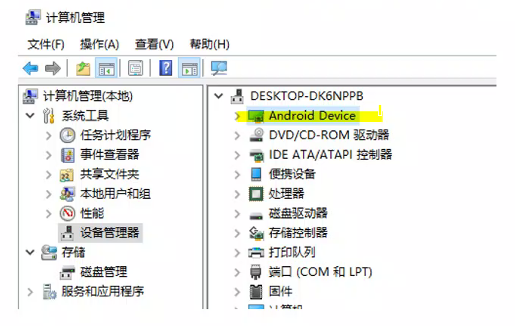 计算机管理
文件(F) 操作(A) 查看(V) 帮助(H)
计算机管理(本地)
系统工具
任务计划程序
事件查看器
共享文件夹
本地用户和组
性能
设备管理器
存储
磁盘管理
服务和应用程序
DESKTOP-DK6NPPB
Android Device
DVD/CD-ROM 驱动器
IDE ATA/ATAPI 控制器
便携设备
处理器
磁盘驱动器
存储控制器
打印队列
端口 (COM 和 LPT)
固件
计算机